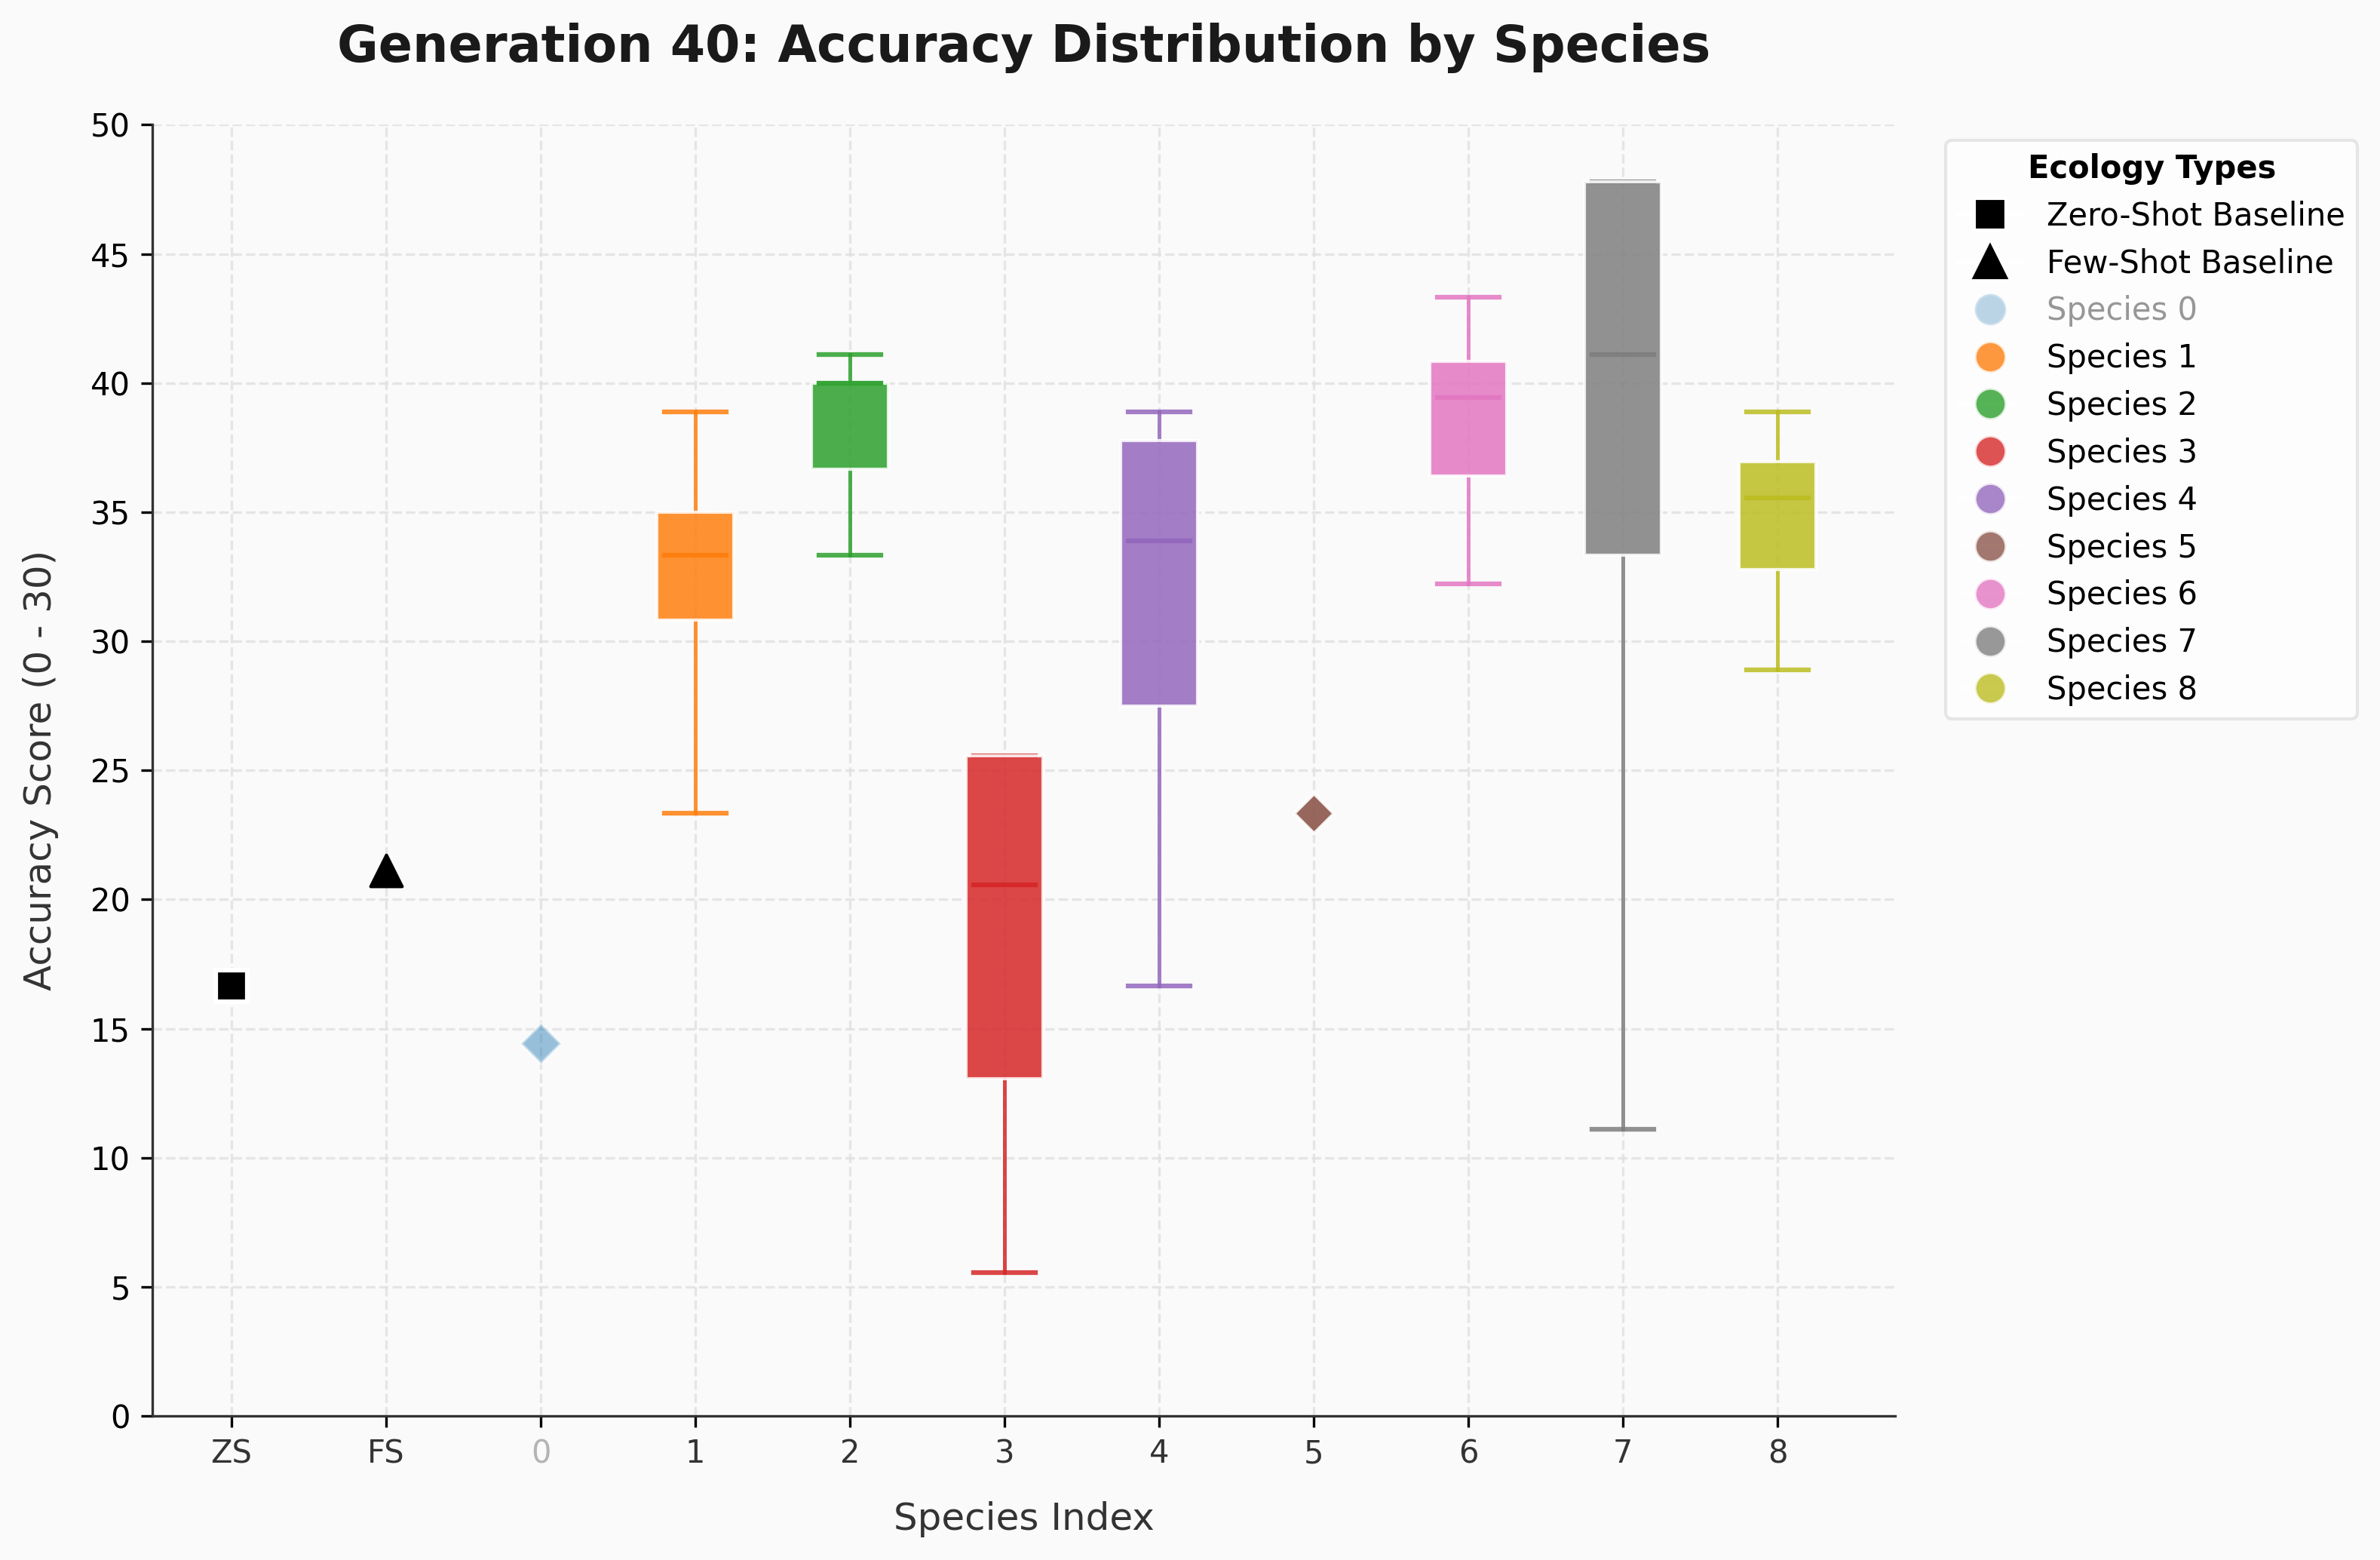 Generation 40: Accuracy Distribution by Species
50
45
40
35
30
25
20
15
10
5
0
Accuracy Score (0 - 30)
ZS FS 0 1 2 3 4 5 6 7 8
Species Index
Ecology Types
Zero-Shot Baseline
Few-Shot Baseline
Species 0
Species 1
Species 2
Species 3
Species 4
Species 5
Species 6
Species 7
Species 8